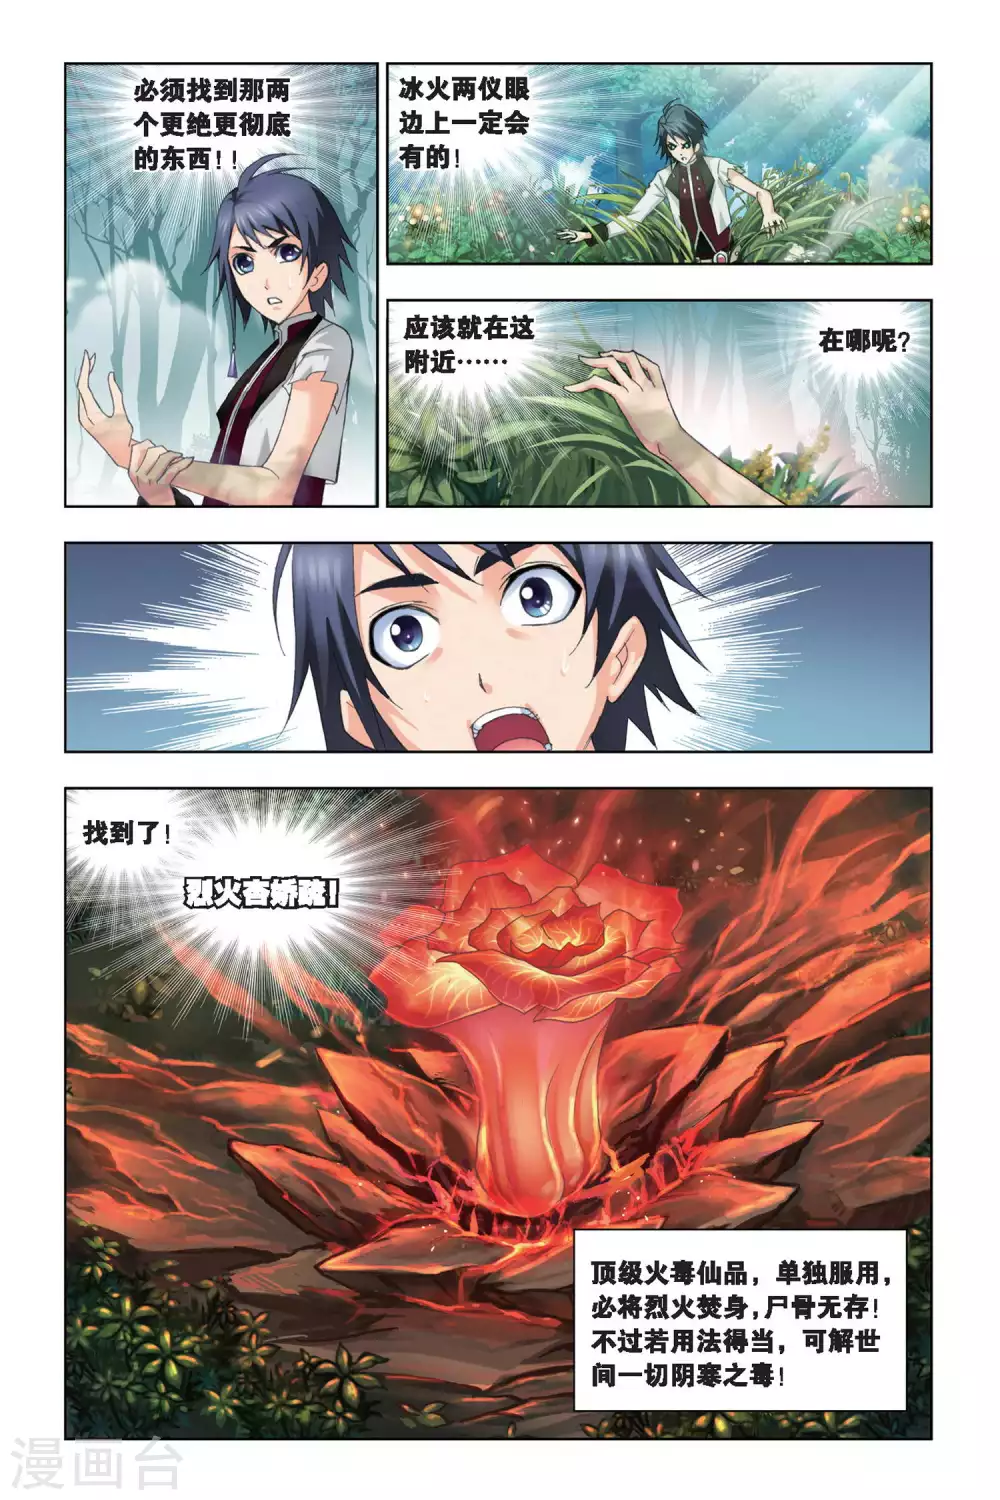 必须找到那两
个更绝更彻底
的东西！！
冰火两仪眼
边上一定会
有的！
应该就在这
附近……
在哪呢？
找到了！
烈火杏娇疏！
顶级火毒仙品，单独服用，
必将烈火焚身，尸骨无存！
不过若用法得当，可解世
间一切阴寒之毒！
漫画台